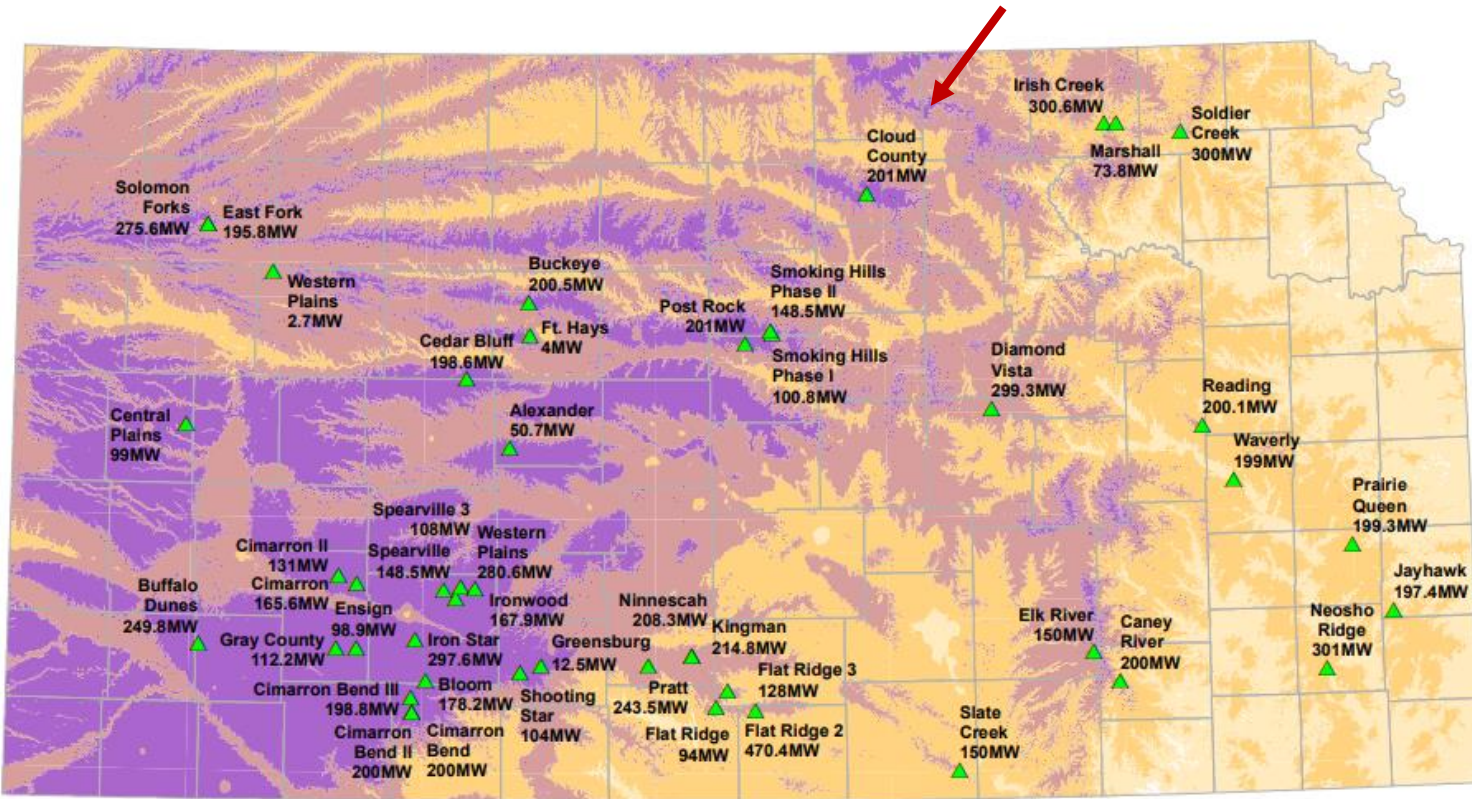 Irish Creek
300.6MW
Marshall
73.8MW
Soldier
Creek
300MW
Cloud
County
201MW
Solomon
Forks
275.6MW
East Fork
195.8MW
Western
Plains
2.7MW
Buckeye
200.5MW
Ft. Hays
4MW
Cedar Bluff
198.6MW
Post Rock
201MW
Smoking Hills
Phase II
148.5MW
Smoking Hills
Phase I
100.8MW
Diamond
Vista
299.3MW
Reading
200.1MW
Waverly
199MW
Central
Plains
99MW
Alexander
50.7MW
Prairie
Queen
199.3MW
Jayhawk
197.4MW
Neosho
Ridge
301MW
Spearville 3
108MW
Western
Plains
280.6MW
Cimarron II
131MW
Spearville
148.5MW
Cimarron
165.6MW
Ironwood
167.9MW
Buffalo
Dunes
249.8MW
Ensign
98.9MW
Gray County
112.2MW
Iron Star
297.6MW
Greensburg
12.5MW
Ninnescah
208.3MW
Kingman
214.8MW
Elk River
150MW
Caney
River
200MW
Cimarron Bend III
198.8MW
Bloom
178.2MW
Shooting
Star
104MW
Pratt
243.5MW
Flat Ridge 3
128MW
Flat Ridge
94MW
Flat Ridge 2
470.4MW
Cimarron
Bend II
200MW
Cimarron
Bend
200MW
Slate
Creek
150MW